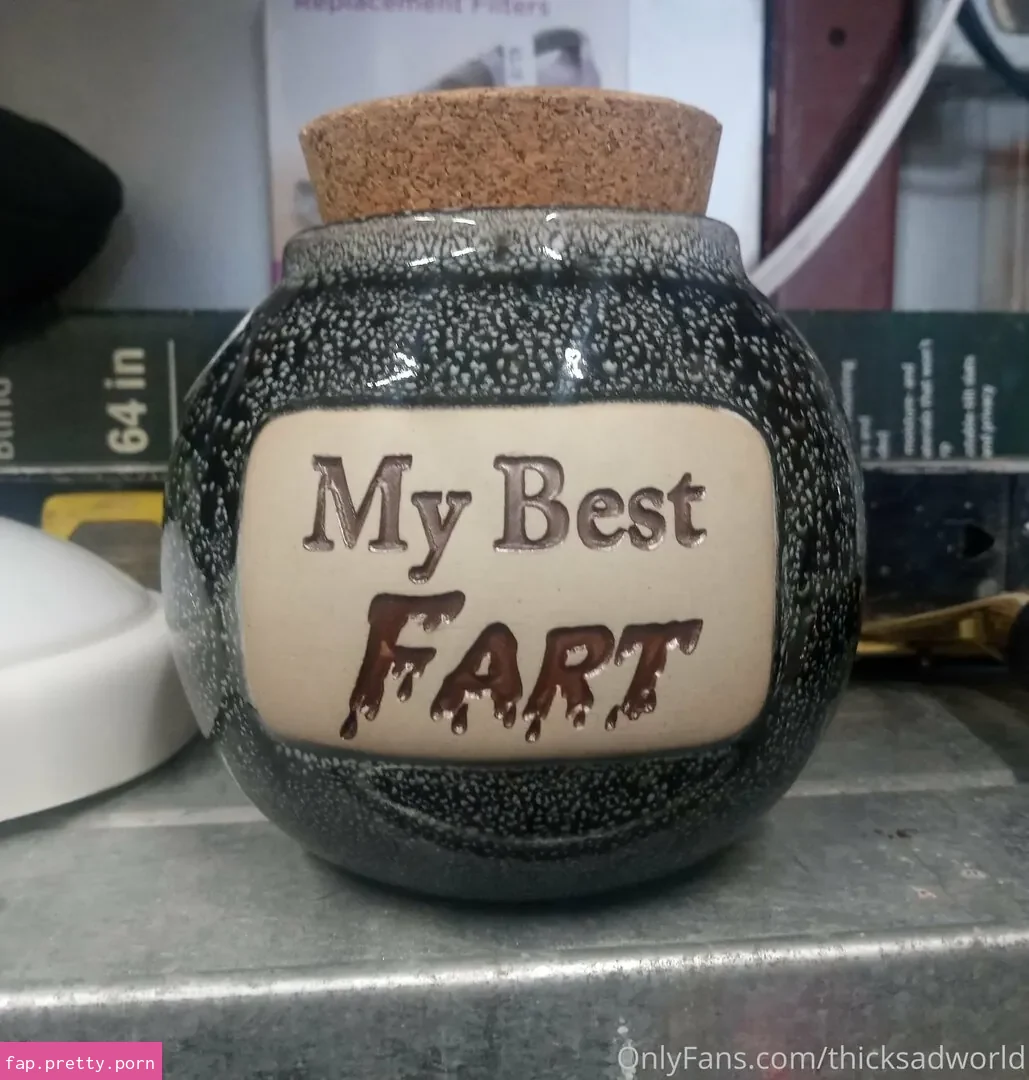 Replacement Filters
64 in
My Best
FART
fap.pretty.porn
OnlyFans.com/thicksadworld